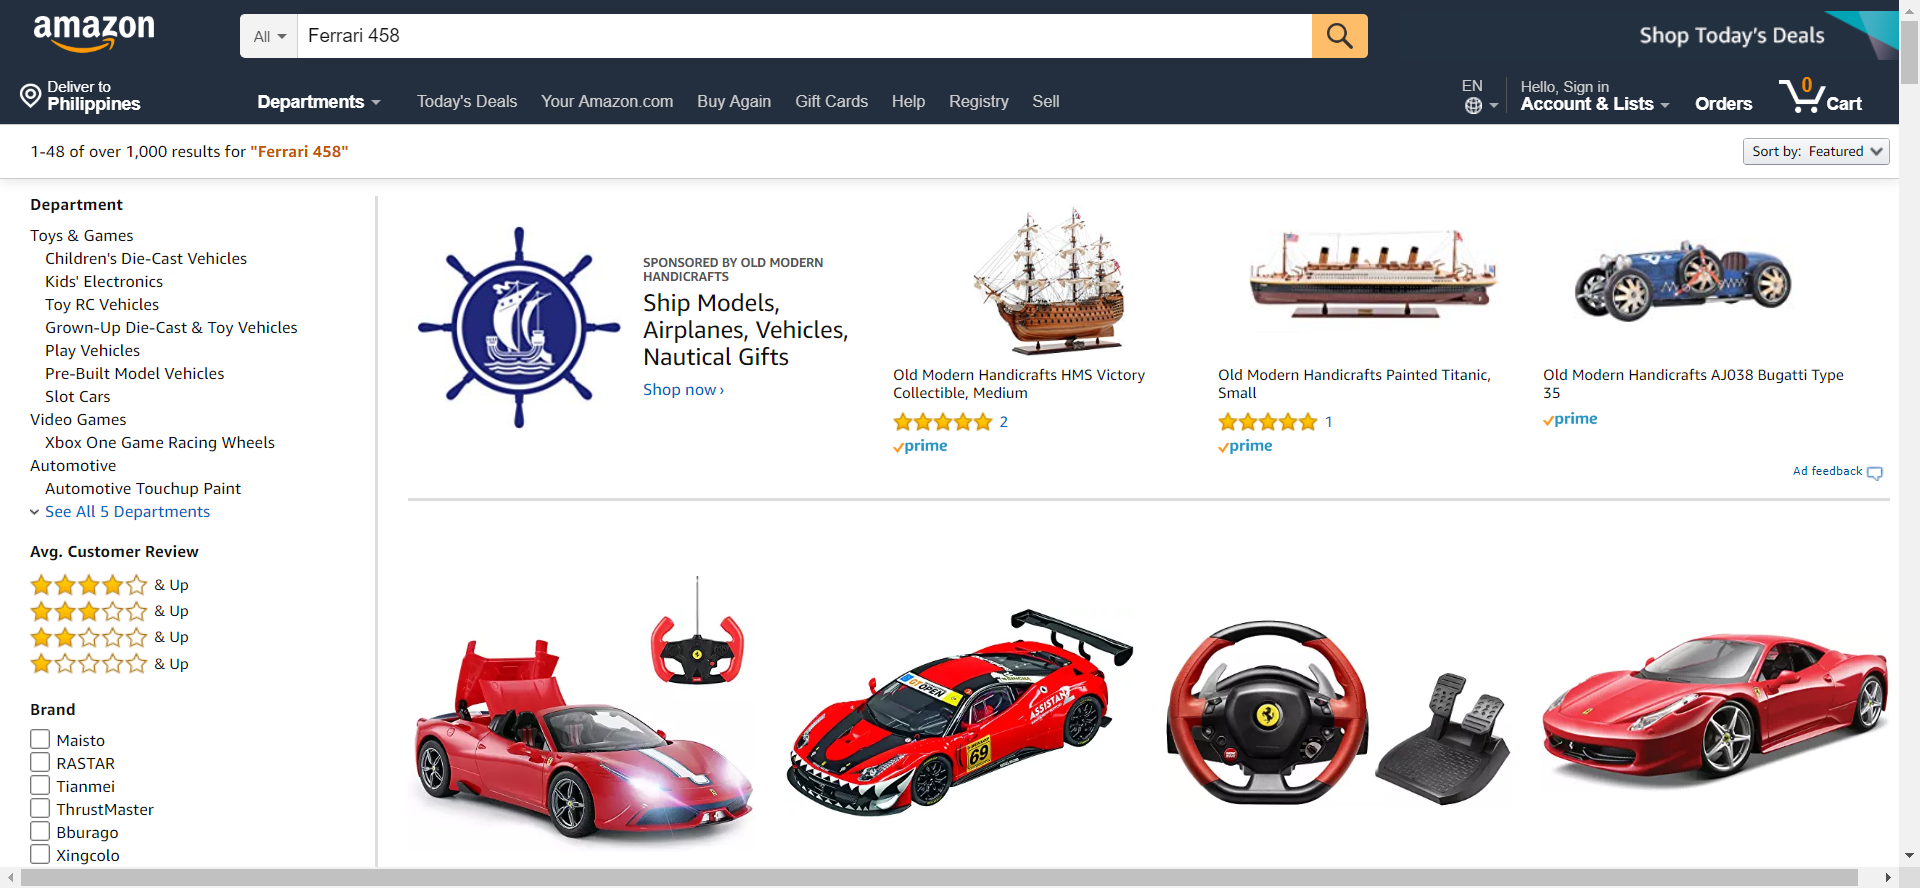 amazon
All
Ferrari 458
Shop Today's Deals
Deliver to
Philippines
Departments
Today's Deals
Your Amazon.com
Buy Again
Gift Cards
Help
Registry
Sell
EN
Hello, Sign in
Account & Lists
Orders
0
Cart
1-48 of over 1,000 results for "Ferrari 458"
Sort by: Featured
Department
Toys & Games
Children's Die-Cast Vehicles
Kids' Electronics
Toy RC Vehicles
Grown-Up Die-Cast & Toy Vehicles
Play Vehicles
Pre-Built Model Vehicles
Slot Cars
Video Games
Xbox One Game Racing Wheels
Automotive
Automotive Touchup Paint
See All 5 Departments
Avg. Customer Review
& Up
& Up
& Up
& Up
Brand
Maisto
RASTAR
Tianmei
ThrustMaster
Bburago
Xingcolo
SPONSORED BY OLD MODERN
HANDICRAFTS
Ship Models,
Airplanes, Vehicles,
Nautical Gifts
Shop now ›
Old Modern Handicrafts HMS Victory
Collectible, Medium
2
prime
Old Modern Handicrafts Painted Titanic,
Small
1
prime
Old Modern Handicrafts AJ038 Bugatti Type
35
prime
Ad feedback
GT OPEN
ASSISTAN
69